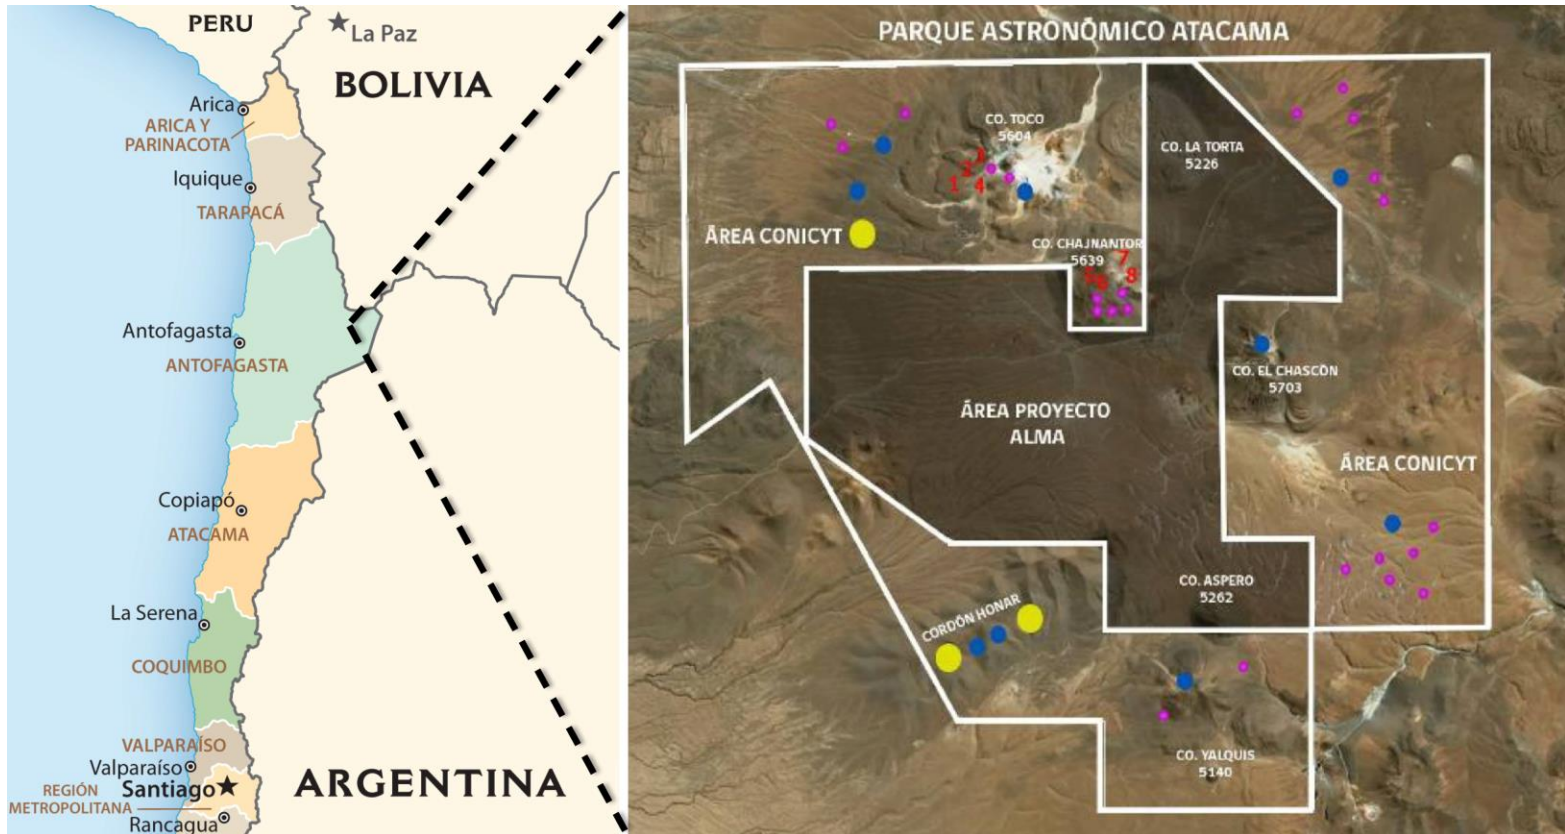 PERU
La Paz
BOLIVIA
Arica
ARICA Y
PARINACOTA
Iquique
TARAPACÁ
Antofagasta
ANTOFAGASTA
Copiapó
ATACAMA
La Serena
COQUIMBO
VALPARAÍSO
Valparaíso
Santiago
REGIÓN
METROPOLITANA
Rancagua
ARGENTINA
PARQUE ASTRONÓMICO ATACAMA
CO. TOCO
5604
3
2
1
4
CO. LA TORTA
5226
ÁREA CONICYT
CO. CHAJNANTOR
5639
7
5
6
8
CO. EL CHASCÓN
5703
ÁREA PROYECTO
ALMA
ÁREA CONICYT
CO. ASPERO
5262
CORDÓN HONAR
CO. YALQUIS
5140